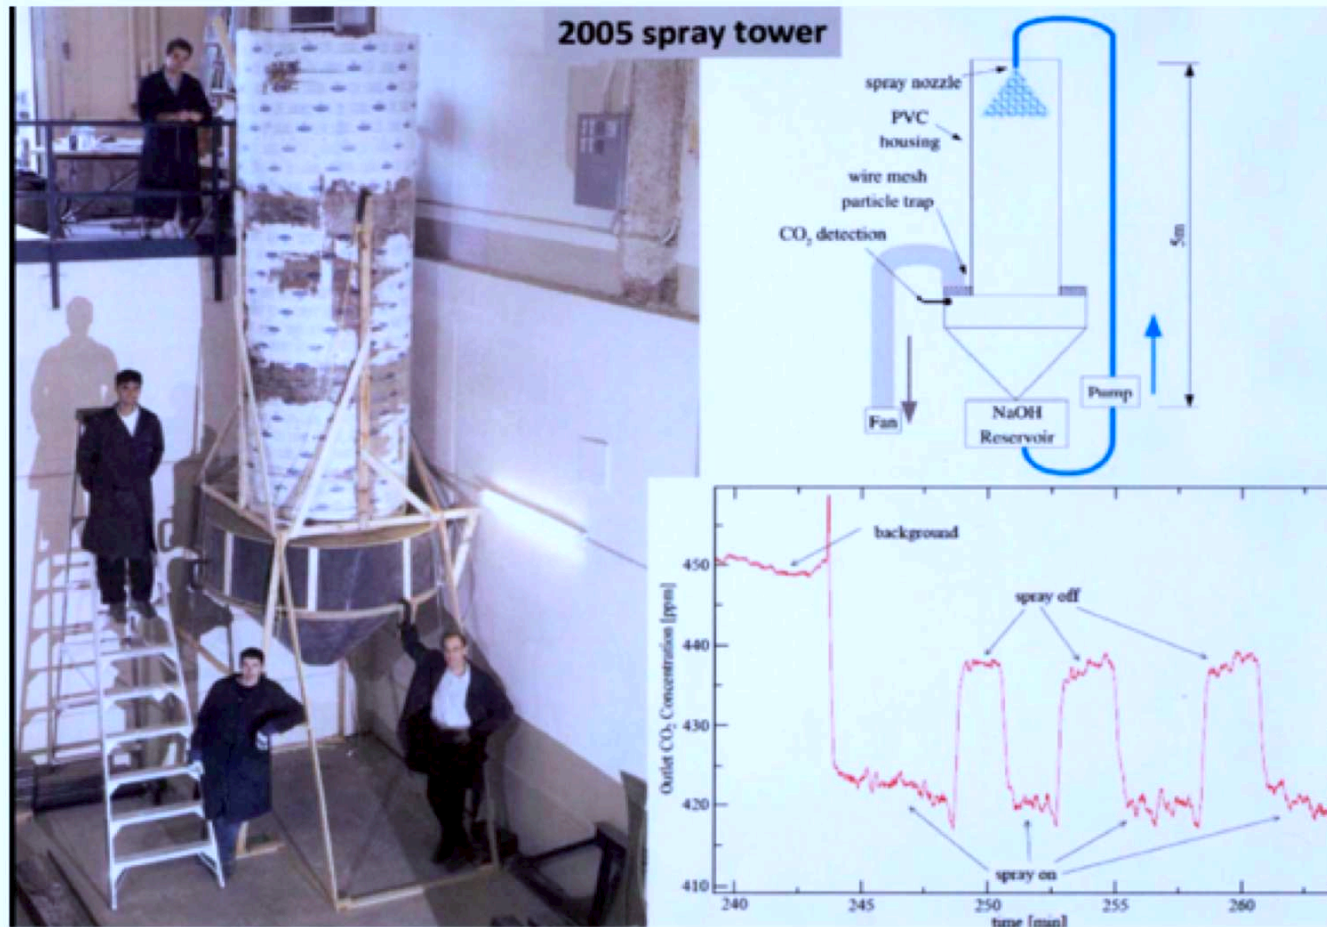 2005 spray tower
spray nozzle
PVC
housing
wire mesh
particle trap
CO₂ detection
5m
Pump
Fan
NaOH
Reservoir
Outlet CO₂ Concentration [ppm]
background
spray off
spray on
450
440
430
420
410
240
245
250
255
260
time [min]